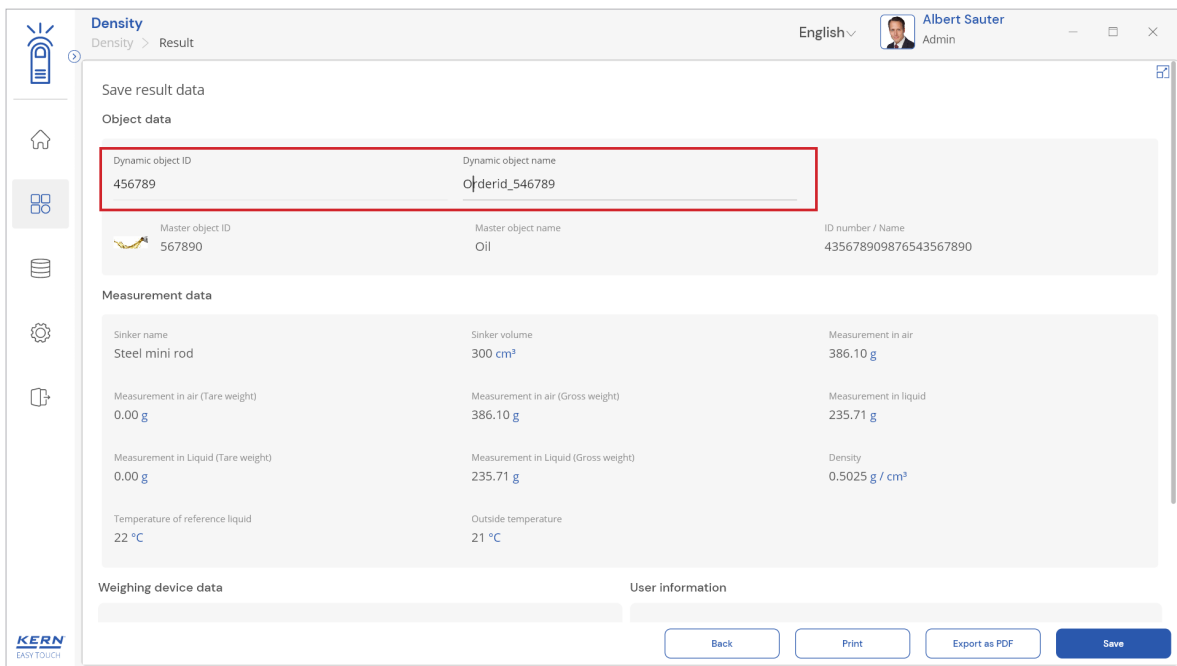 Density
Density > Result
English
Albert Sauter
Admin
Save result data
Object data
Dynamic object ID
Dynamic object name
456789
Orderid_546789
Master object ID
Master object name
ID number / Name
567890
Oil
435678909876543567890
Measurement data
Sinker name
Sinker volume
Measurement in air
Steel mini rod
300 cm³
386.10 g
Measurement in air (Tare weight)
Measurement in air (Gross weight)
Measurement in liquid
0.00 g
386.10 g
235.71 g
Measurement in Liquid (Tare weight)
Measurement in Liquid (Gross weight)
Density
0.00 g
235.71 g
0.5025 g / cm³
Temperature of reference liquid
Outside temperature
22 °C
21 °C
Weighing device data
User information
KERN
EASY TOUCH
Back
Print
Export as PDF
Save